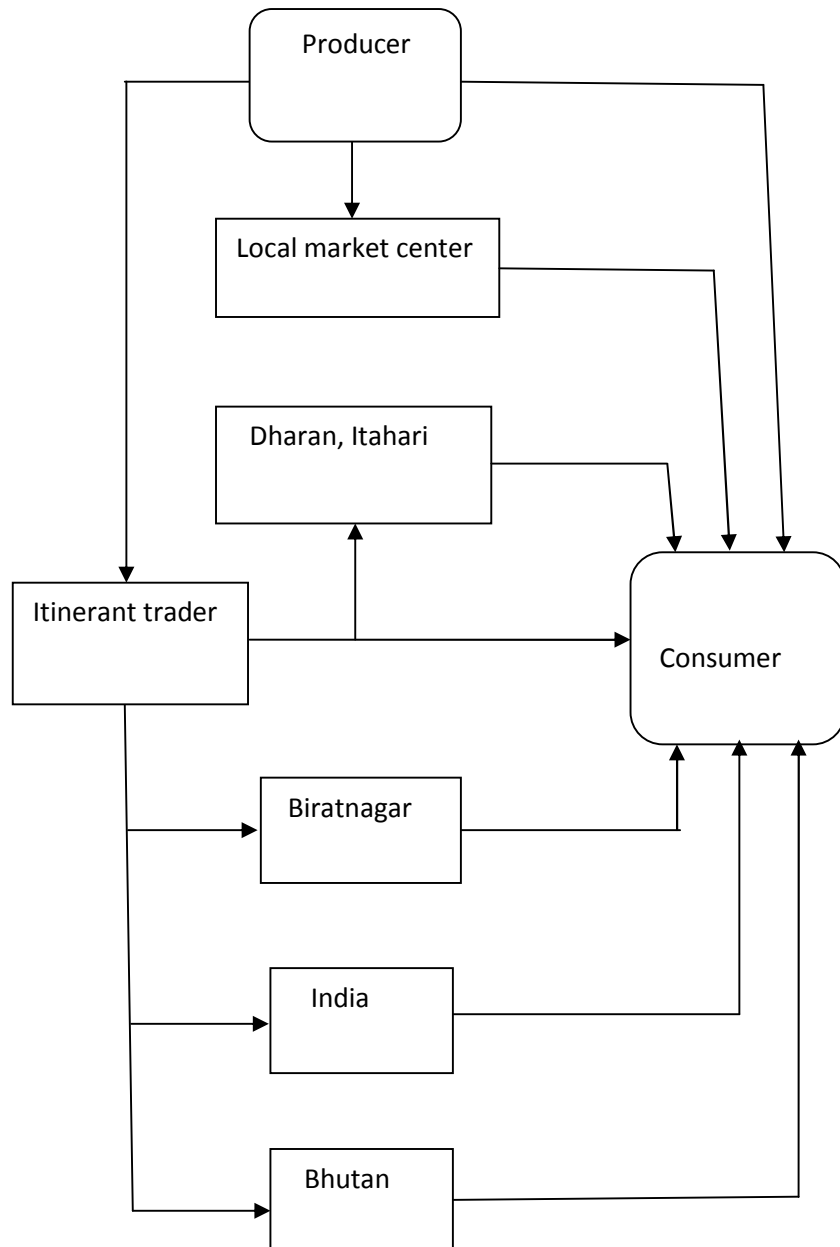 Producer
Local market center
Dharan, Itahari
Itinerant trader
Consumer
Biratnagar
India
Bhutan